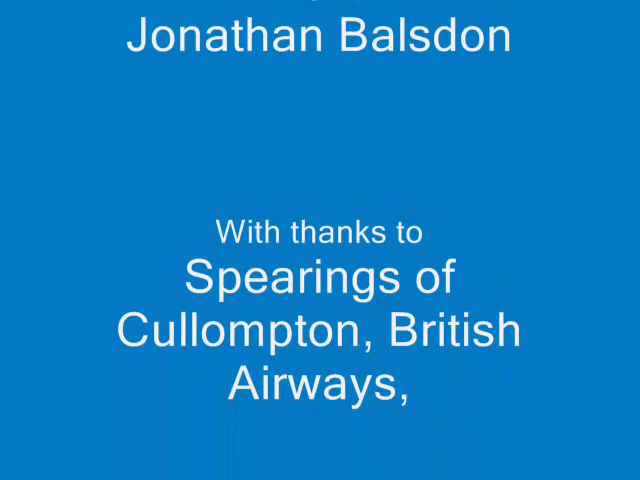 Jonathan Balsdon
With thanks to
Spearings of
Cullompton, British
Airways,